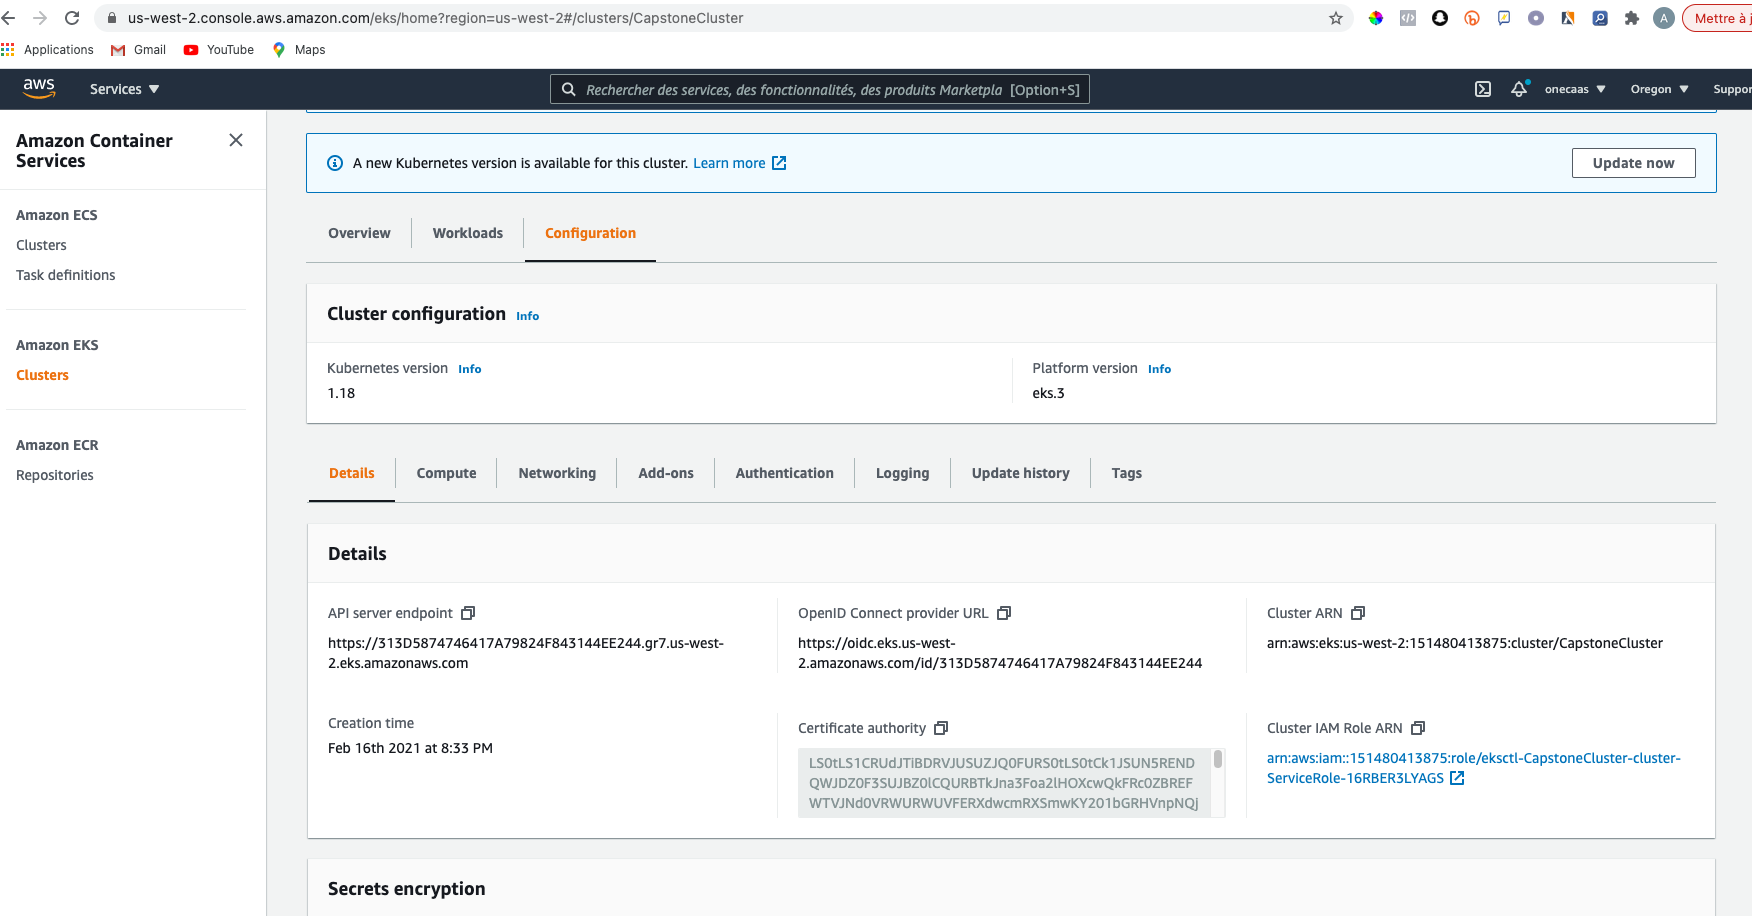 us-west-2.console.aws.amazon.com/eks/home?region=us-west-2#/clusters/CapstoneCluster
A
Mettre à j
Applications
Gmail
YouTube
Maps
aws
Services
Rechercher des services, des fonctionnalités, des produits Marketpla [Option+S]
onecaas
Oregon
Suppor
Amazon Container
Services
Amazon ECS
Clusters
Task definitions
Amazon EKS
Clusters
Amazon ECR
Repositories
A new Kubernetes version is available for this cluster. Learn more
Update now
Overview
Workloads
Configuration
Cluster configuration Info
Kubernetes version Info
1.18
Platform version Info
eks.3
Details
Compute
Networking
Add-ons
Authentication
Logging
Update history
Tags
Details
API server endpoint
https://313D5874746417A79824F843144EE244.gr7.us-west-
2.eks.amazonaws.com
OpenID Connect provider URL
https://oidc.eks.us-west-
2.amazonaws.com/id/313D5874746417A79824F843144EE244
Cluster ARN
arn:aws:eks:us-west-2:151480413875:cluster/CapstoneCluster
Creation time
Feb 16th 2021 at 8:33 PM
Certificate authority
LS0tLS1CRUdJTiBDRVJUSUZJQ0FURS0tLS0tCk1JSUN5REND
QWJDZ0F3SUJBZ0lCQURBTkJna3Foa2lHOXcwQkFRc0ZBREF
WTVJNd0VRWURWUVFERXdwcmRXSmwKY201bGRHVnpNQj
Cluster IAM Role ARN
arn:aws:iam::151480413875:role/eksctl-CapstoneCluster-cluster-
ServiceRole-16RBER3LYAGS
Secrets encryption